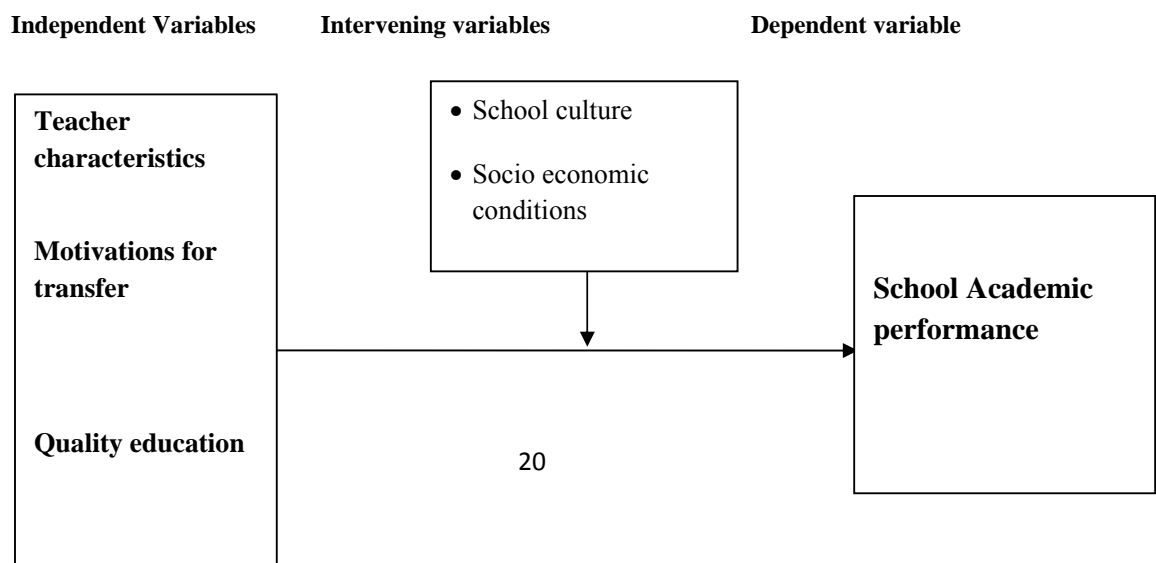 Independent Variables
Intervening variables
Dependent variable
Teacher
characteristics
Motivations for
transfer
Quality education
• School culture
• Socio economic
conditions
School Academic
performance
20